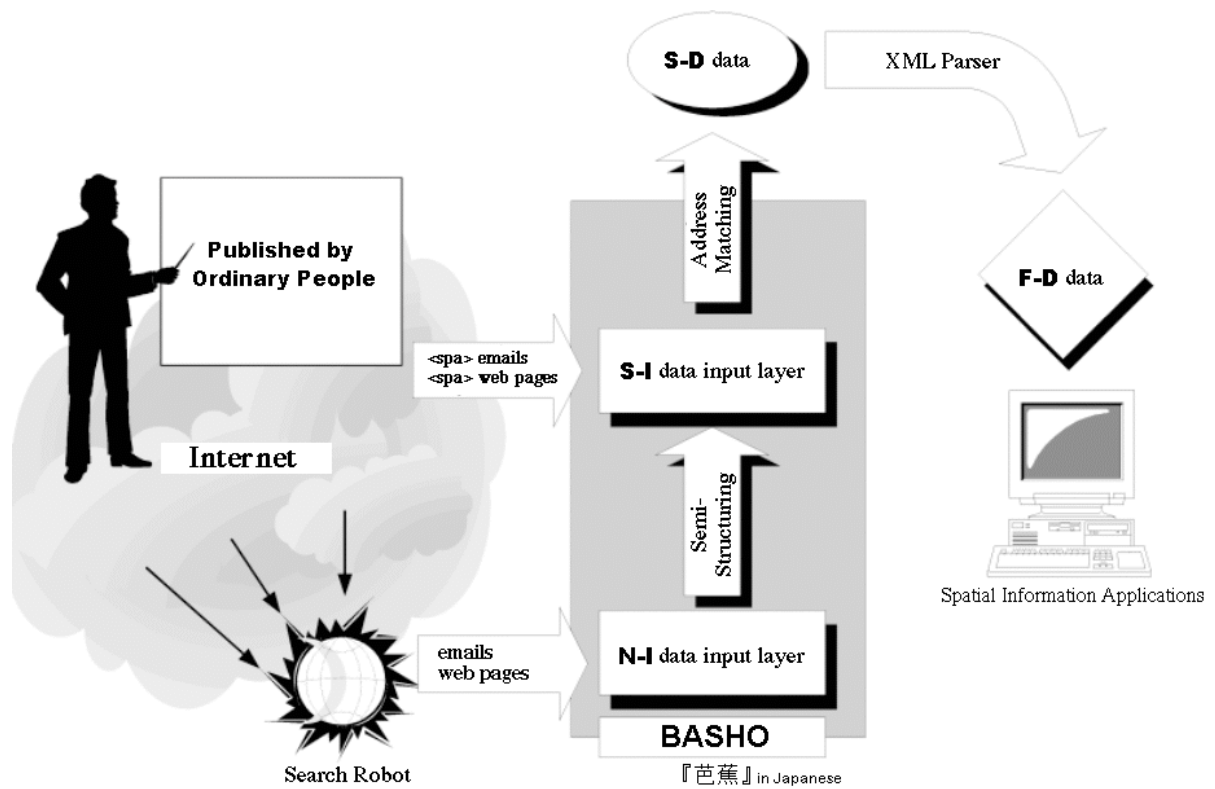 S-D data
XML Parser
Address
Matching
Published by
Ordinary People
F-D data
<spa> emails
<spa> web pages
S-I data input layer
Internet
Semi-
Structuring
Spatial Information Applications
emails
web pages
N-I data input layer
BASHO
Search Robot
『芭蕉』in Japanese